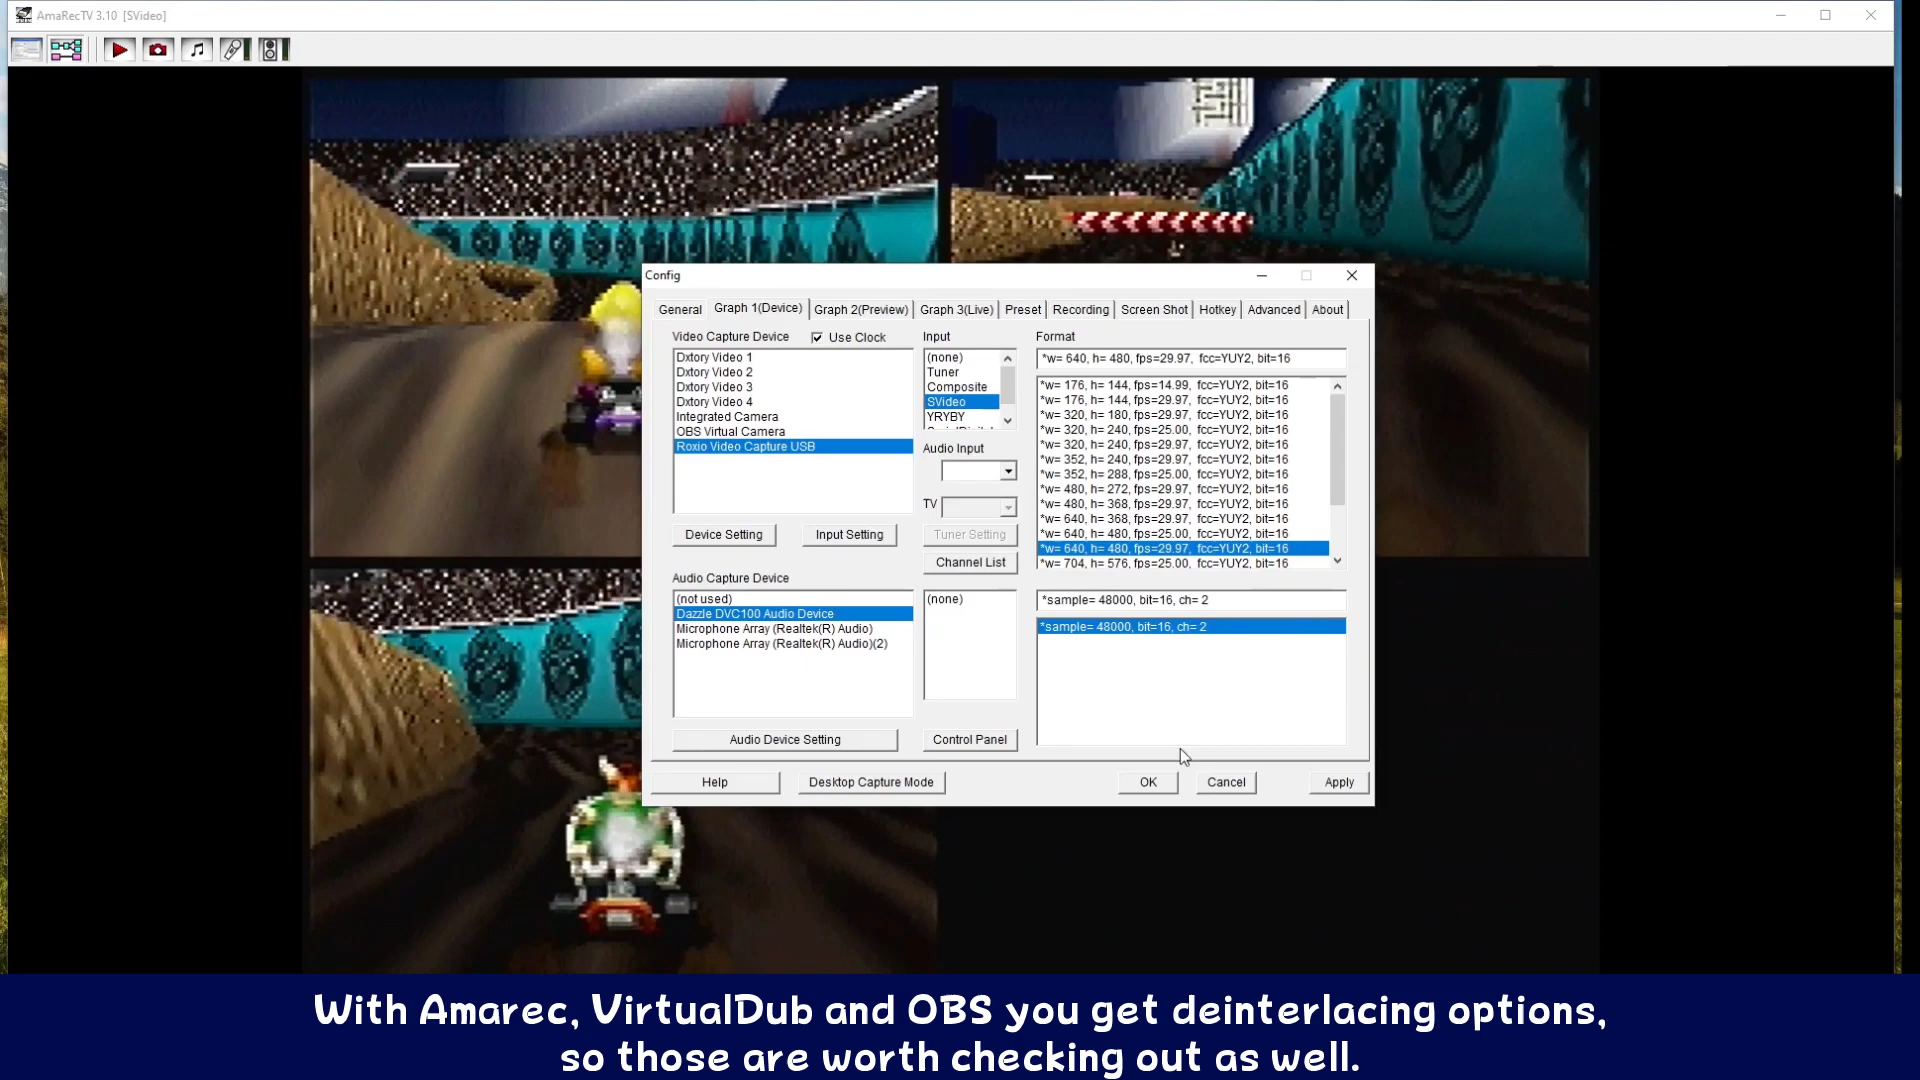 AmaRecTV 3.10 [SVideo]
Config
General
Graph 1(Device)
Graph 2(Preview)
Graph 3(Live)
Preset
Recording
Screen Shot
Hotkey
Advanced
About
Video Capture Device
Use Clock
Dxtory Video 1
Dxtory Video 2
Dxtory Video 3
Dxtory Video 4
Integrated Camera
OBS Virtual Camera
Roxio Video Capture USB
Device Setting
Input Setting
Input
(none)
Tuner
Composite
SVideo
YRYBY
Audio Input
TV
Tuner Setting
Channel List
Format
*w= 640, h= 480, fps=29.97, fcc=YUY2, bit=16
*w= 176, h= 144, fps=14.99, fcc=YUY2, bit=16
*w= 176, h= 144, fps=29.97, fcc=YUY2, bit=16
*w= 320, h= 180, fps=29.97, fcc=YUY2, bit=16
*w= 320, h= 240, fps=25.00, fcc=YUY2, bit=16
*w= 320, h= 240, fps=29.97, fcc=YUY2, bit=16
*w= 352, h= 240, fps=29.97, fcc=YUY2, bit=16
*w= 352, h= 288, fps=25.00, fcc=YUY2, bit=16
*w= 480, h= 272, fps=29.97, fcc=YUY2, bit=16
*w= 480, h= 368, fps=29.97, fcc=YUY2, bit=16
*w= 640, h= 368, fps=29.97, fcc=YUY2, bit=16
*w= 640, h= 480, fps=25.00, fcc=YUY2, bit=16
*w= 640, h= 480, fps=29.97, fcc=YUY2, bit=16
*w= 704, h= 576, fps=25.00, fcc=YUY2, bit=16
Audio Capture Device
(not used)
Dazzle DVC100 Audio Device
Microphone Array (Realtek(R) Audio)
Microphone Array (Realtek(R) Audio)(2)
(none)
*sample= 48000, bit=16, ch= 2
*sample= 48000, bit=16, ch= 2
Audio Device Setting
Control Panel
Help
Desktop Capture Mode
OK
Cancel
Apply
With Amarec, VirtualDub and OBS you get deinterlacing options,
so those are worth checking out as well.